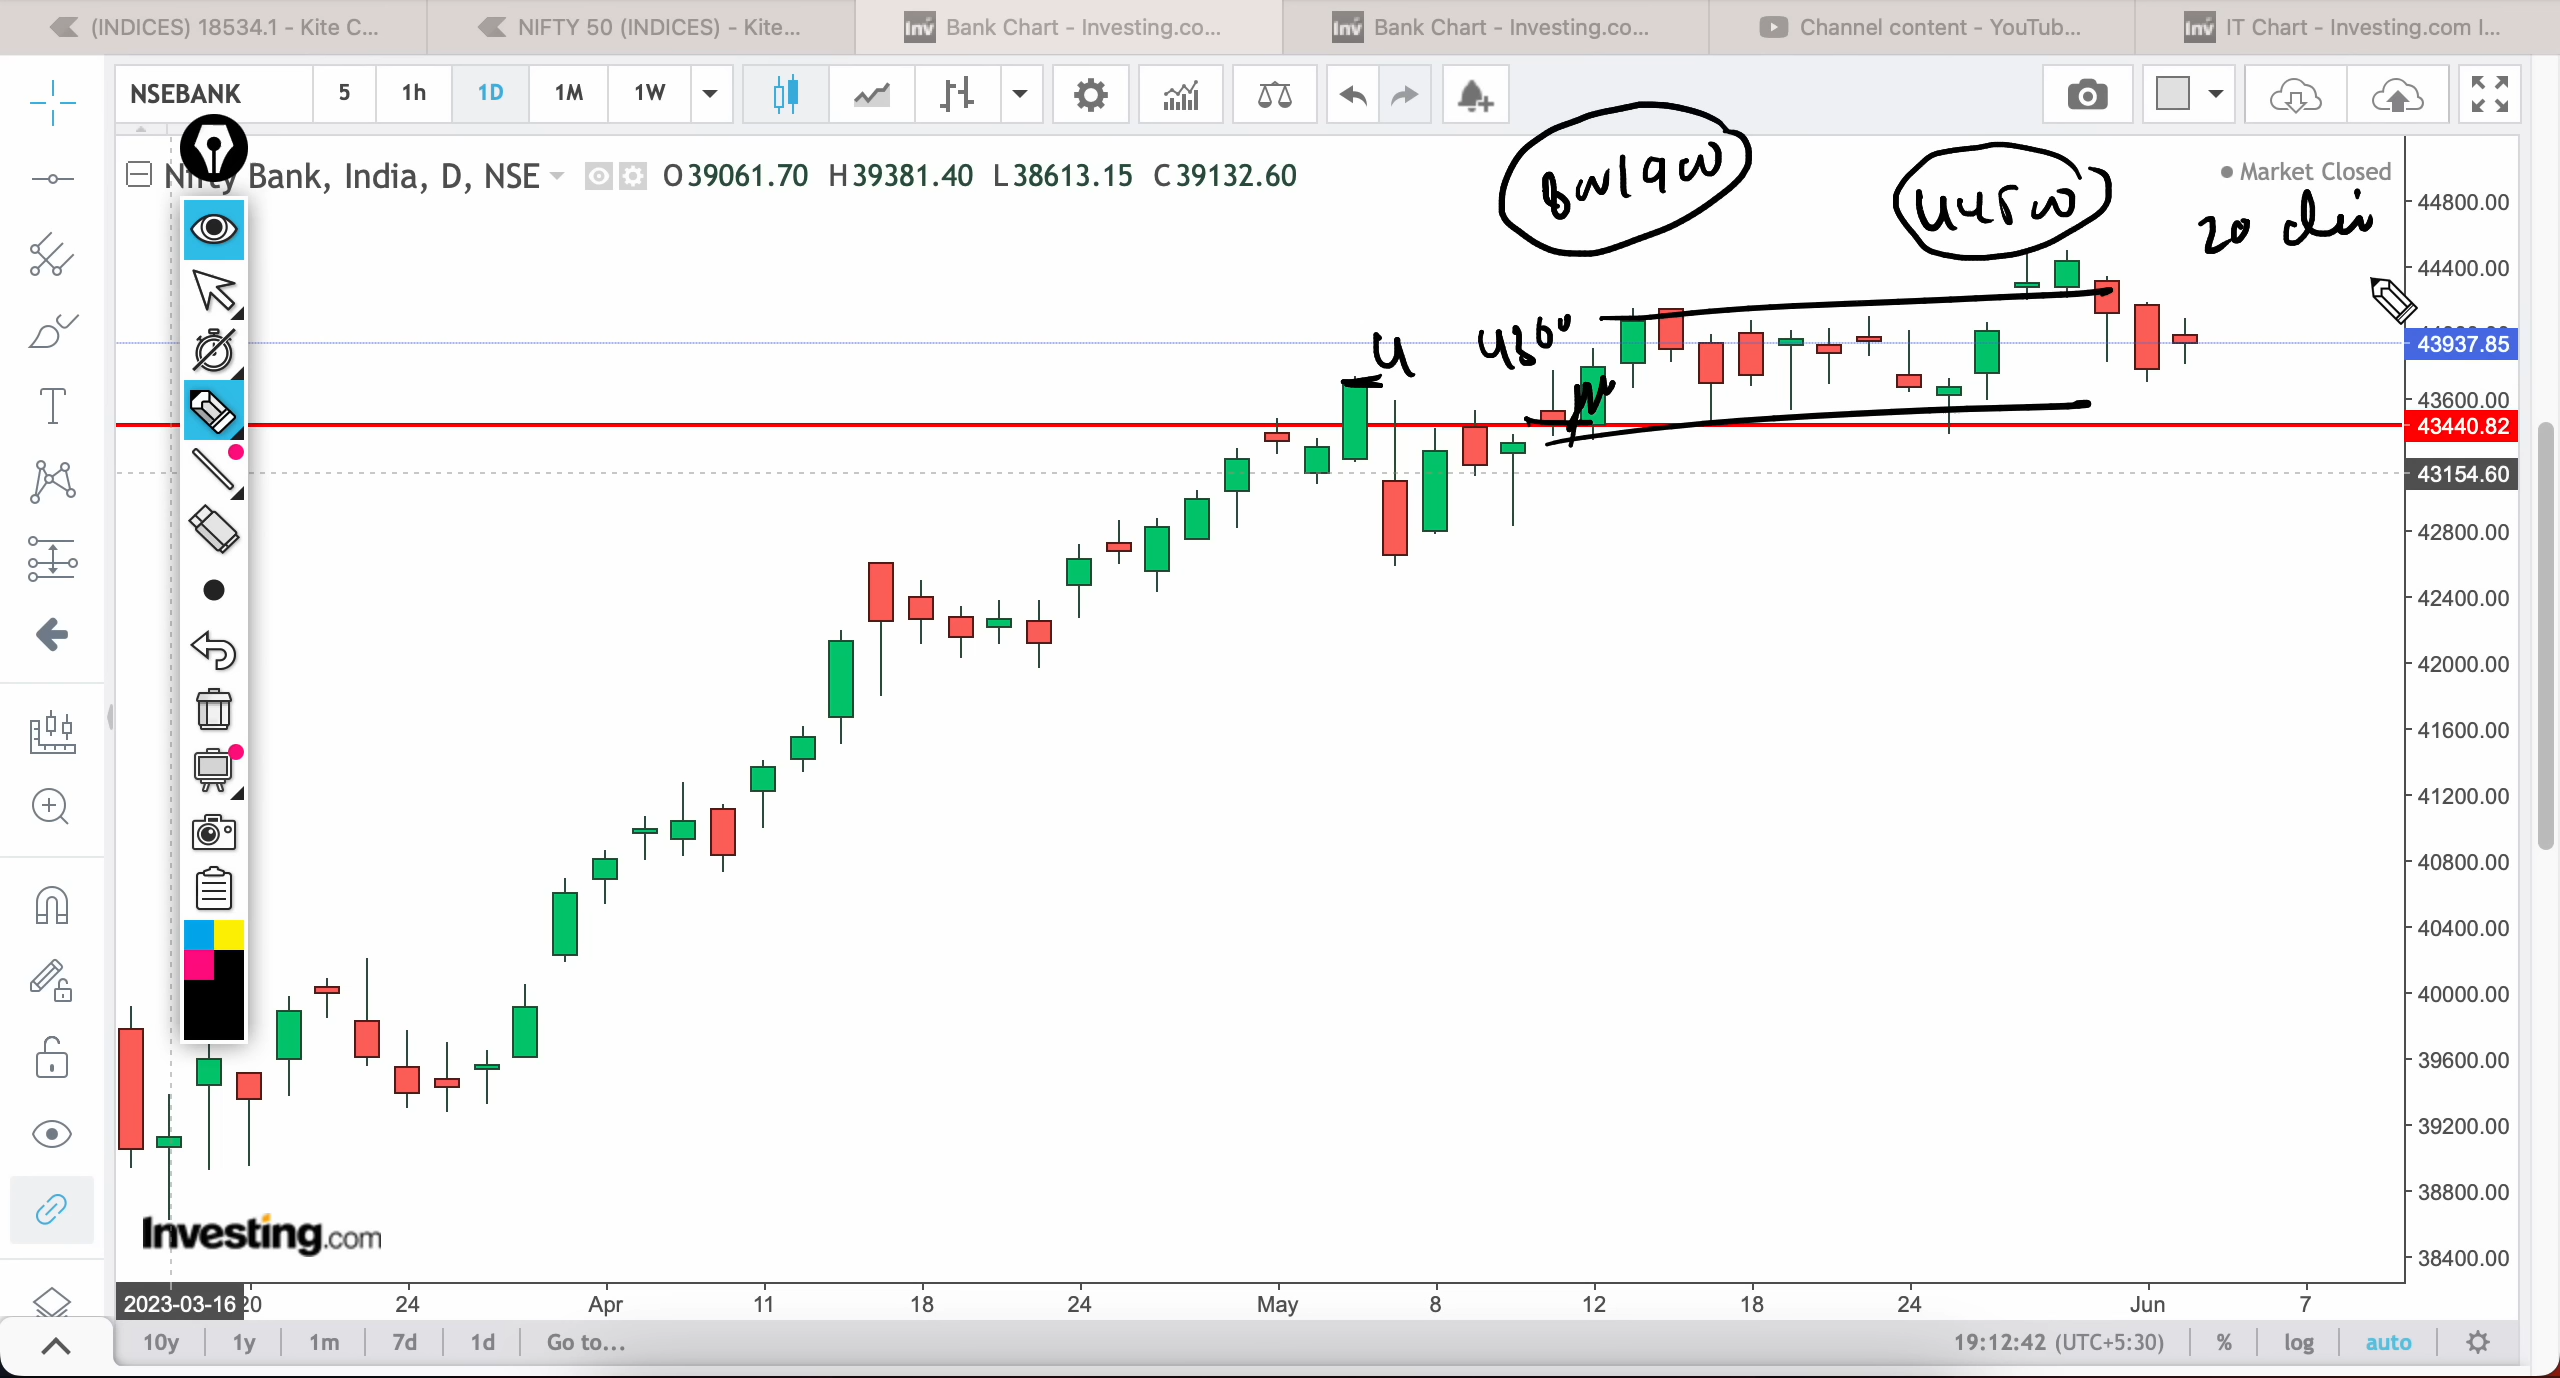 (INDICES) 18534.1 - Kite C...
NIFTY 50 (INDICES) - Kite...
Bank Chart - Investing.co...
Bank Chart - Investing.co...
Channel content - YouTub...
IT Chart - Investing.com I...
NSEBANK
5
1h
1D
1M
1W
Nifty Bank, India, D, NSE
O39061.70 H39381.40 L38613.15 C39132.60
Market Closed
20
44800.00
44400.00
43937.85
43600.00
43440.82
43154.60
42800.00
42400.00
42000.00
41600.00
41200.00
40800.00
40400.00
40000.00
39600.00
39200.00
38800.00
38400.00
Investing.com
2023-03-16 20 24 Apr 11 18 24 May 8 12 18 24 Jun 7
10y 1y 1m 7d 1d Go to...
19:12:42 (UTC+5:30) % log auto